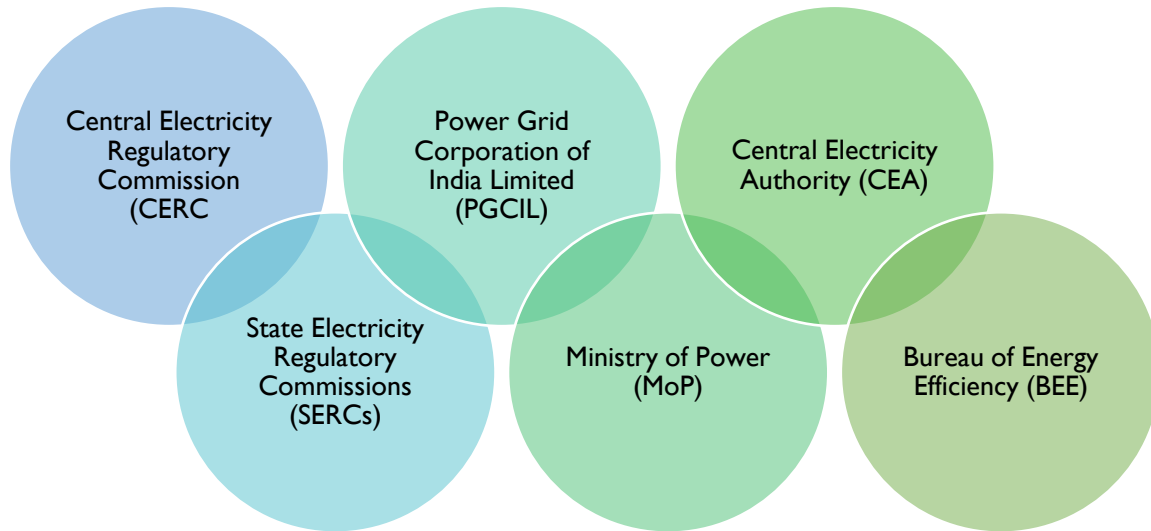 Central Electricity
Regulatory
Commission
(CERC
Power Grid
Corporation of
India Limited
(PGCIL)
Central Electricity
Authority (CEA)
State Electricity
Regulatory
Commissions
(SERCs)
Ministry of Power
(MoP)
Bureau of Energy
Efficiency (BEE)